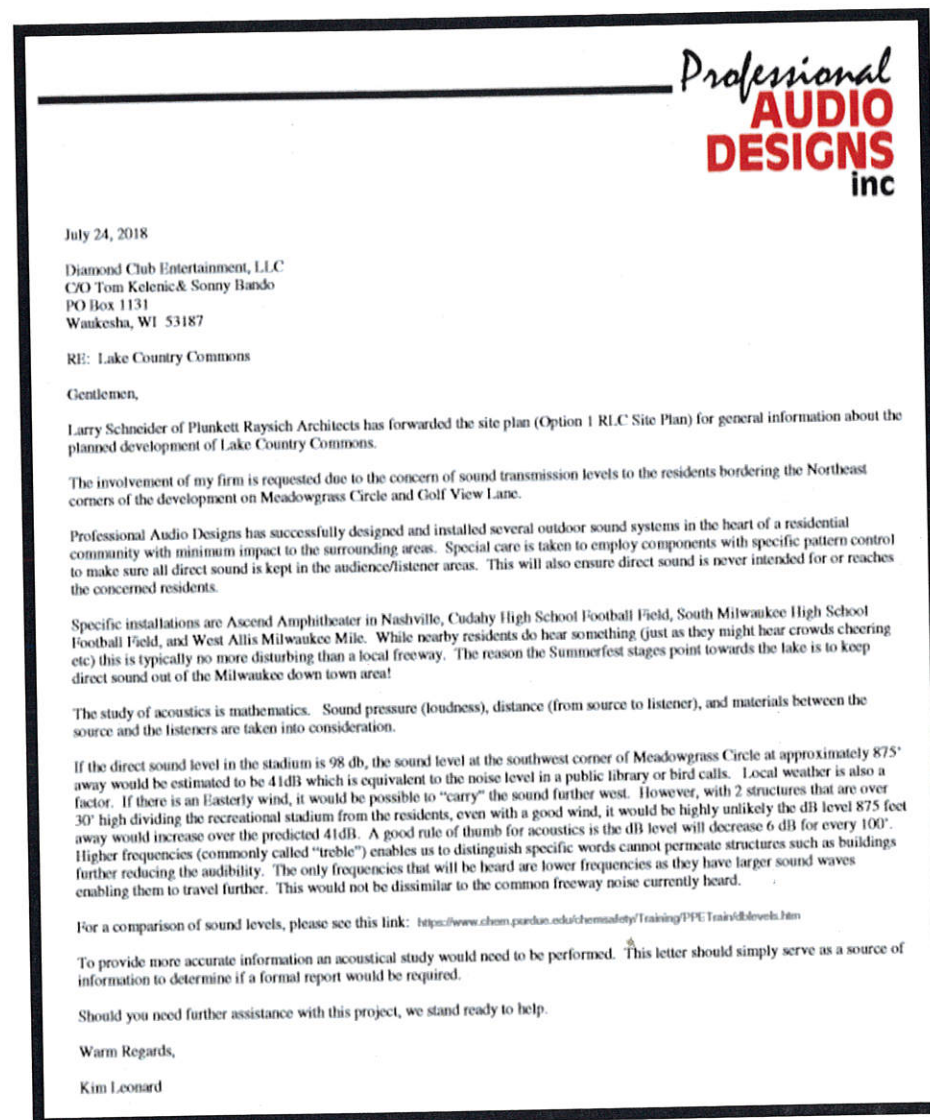 Professional
AUDIO
DESIGNS
inc
July 24, 2018
Diamond Club Entertainment, LLC
C/O Tom Kelenic& Sonny Bando
PO Box 1131
Waukesha, WI 53187
RE: Lake Country Commons
Gentlemen,
Larry Schneider of Plunkett Raysich Architects has forwarded the site plan (Option 1 RLC Site Plan) for general information about the
planned development of Lake Country Commons.
The involvement of my firm is requested due to the concern of sound transmission levels to the residents bordering the Northeast
corners of the development on Meadowgrass Circle and Golf View Lane.
Professional Audio Designs has successfully designed and installed several outdoor sound systems in the heart of a residential
community with minimum impact to the surrounding areas. Special care is taken to employ components with specific pattern control
to make sure all direct sound is kept in the audience/listener areas. This will also ensure direct sound is never intended for or reaches
the concerned residents.
Specific installations are Ascend Amphitheater in Nashville, Cudahy High School Football Field, South Milwaukee High School
Football Field, and West Allis Milwaukee Mile. While nearby residents do hear something (just as they might hear crowds cheering
etc) this is typically no more disturbing than a local freeway. The reason the Summerfest stages point towards the lake is to keep
direct sound out of the Milwaukee down town area!
The study of acoustics is mathematics. Sound pressure (loudness), distance (from source to listener), and materials between the
source and the listeners are taken into consideration.
If the direct sound level in the stadium is 98 db, the sound level at the southwest corner of Meadowgrass Circle at approximately 875'
away would be estimated to be 41dB which is equivalent to the noise level in a public library or bird calls. Local weather is also a
factor. If there is an Easterly wind, it would be possible to "carry" the sound further west. However, with 2 structures that are over
30' high dividing the recreational stadium from the residents, even with a good wind, it would be highly unlikely the dB level 875 feet
away would increase over the predicted 41dB. A good rule of thumb for acoustics is the dB level will decrease 6 dB for every 100'.
Higher frequencies (commonly called "treble") enables us to distinguish specific words cannot permeate structures such as buildings
further reducing the audibility. The only frequencies that will be heard are lower frequencies as they have larger sound waves
enabling them to travel further. This would not be dissimilar to the common freeway noise currently heard.
For a comparison of sound levels, please see this link: https://www.chem.purdue.edu/chemsafety/Training/PPETrain/dblevels.htm
To provide more accurate information an acoustical study would need to be performed. This letter should simply serve as a source of
information to determine if a formal report would be required.
Should you need further assistance with this project, we stand ready to help.
Warm Regards,
Kim Leonard